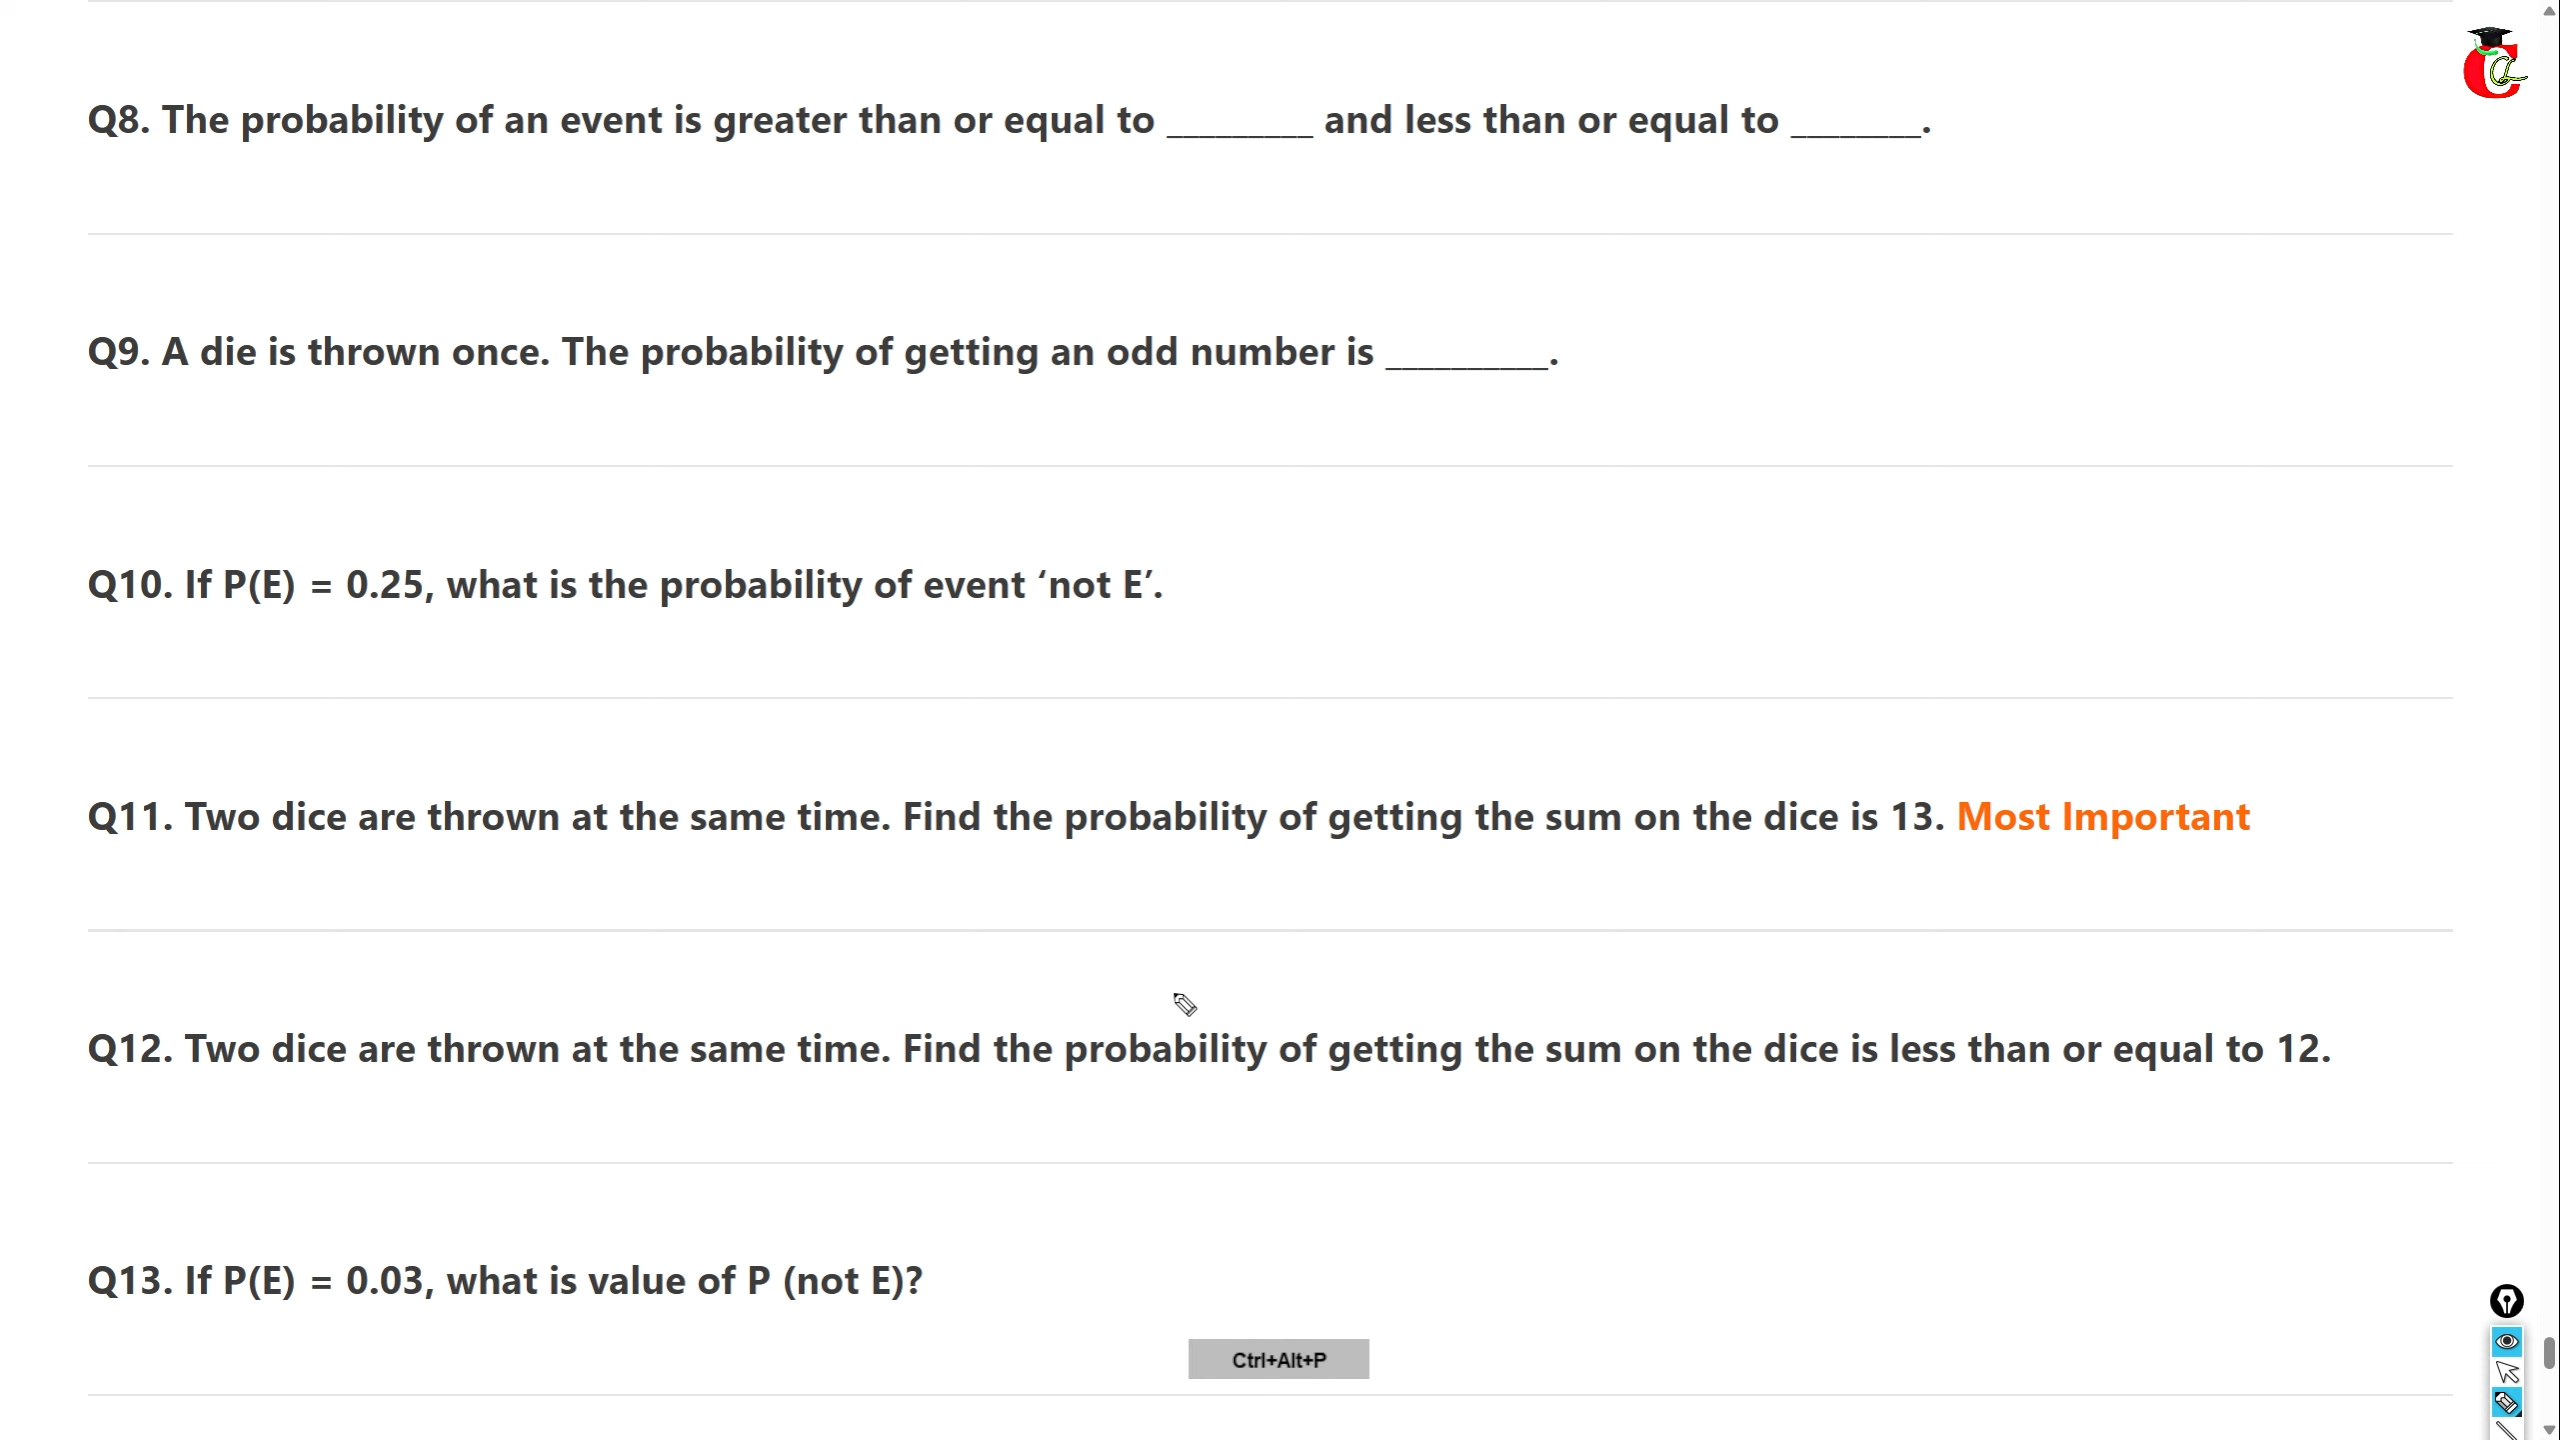 Q8. The probability of an event is greater than or equal to _________ and less than or equal to ________.
Q9. A die is thrown once. The probability of getting an odd number is __________.
Q10. If P(E) = 0.25, what is the probability of event ‘not E’.
Q11. Two dice are thrown at the same time. Find the probability of getting the sum on the dice is 13. Most Important
Q12. Two dice are thrown at the same time. Find the probability of getting the sum on the dice is less than or equal to 12.
Q13. If P(E) = 0.03, what is value of P (not E)?
Ctrl+Alt+P